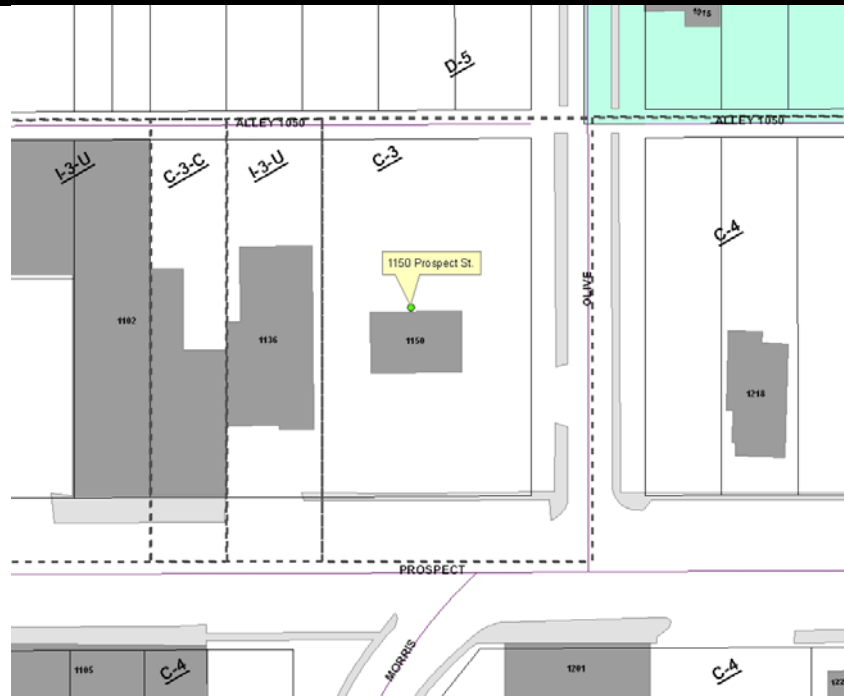 1015
D-5
ALLEY 1050
ALLEY 1050
I-3-U
C-3-C
I-3-U
C-3
C-4
1150 Prospect St.
OLIVE
1102
1136
1150
1218
PROSPECT
MORRIS
1105
C-4
1201
C-4